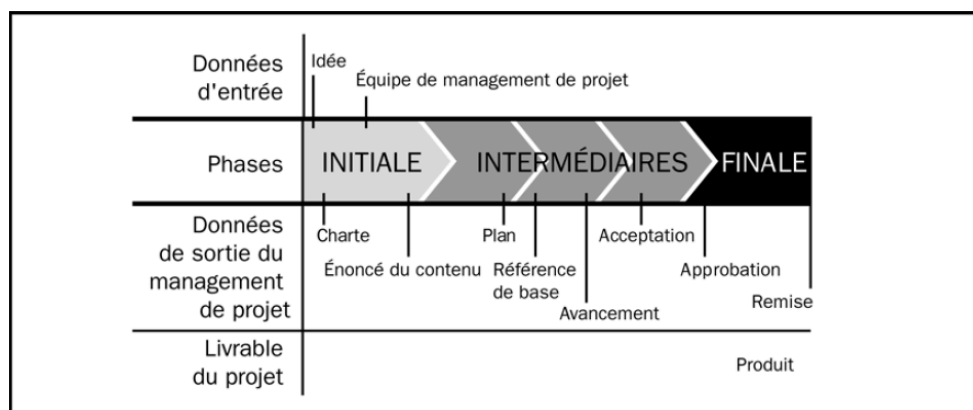 Idée
Données
d'entrée
Équipe de management de projet
Phases
INITIALE
INTERMÉDIAIRES
FINALE
Données
de sortie du
management
de projet
Charte
Plan
Acceptation
Énoncé du contenu
Référence
de base
Approbation
Avancement
Remise
Livrable
du projet
Produit